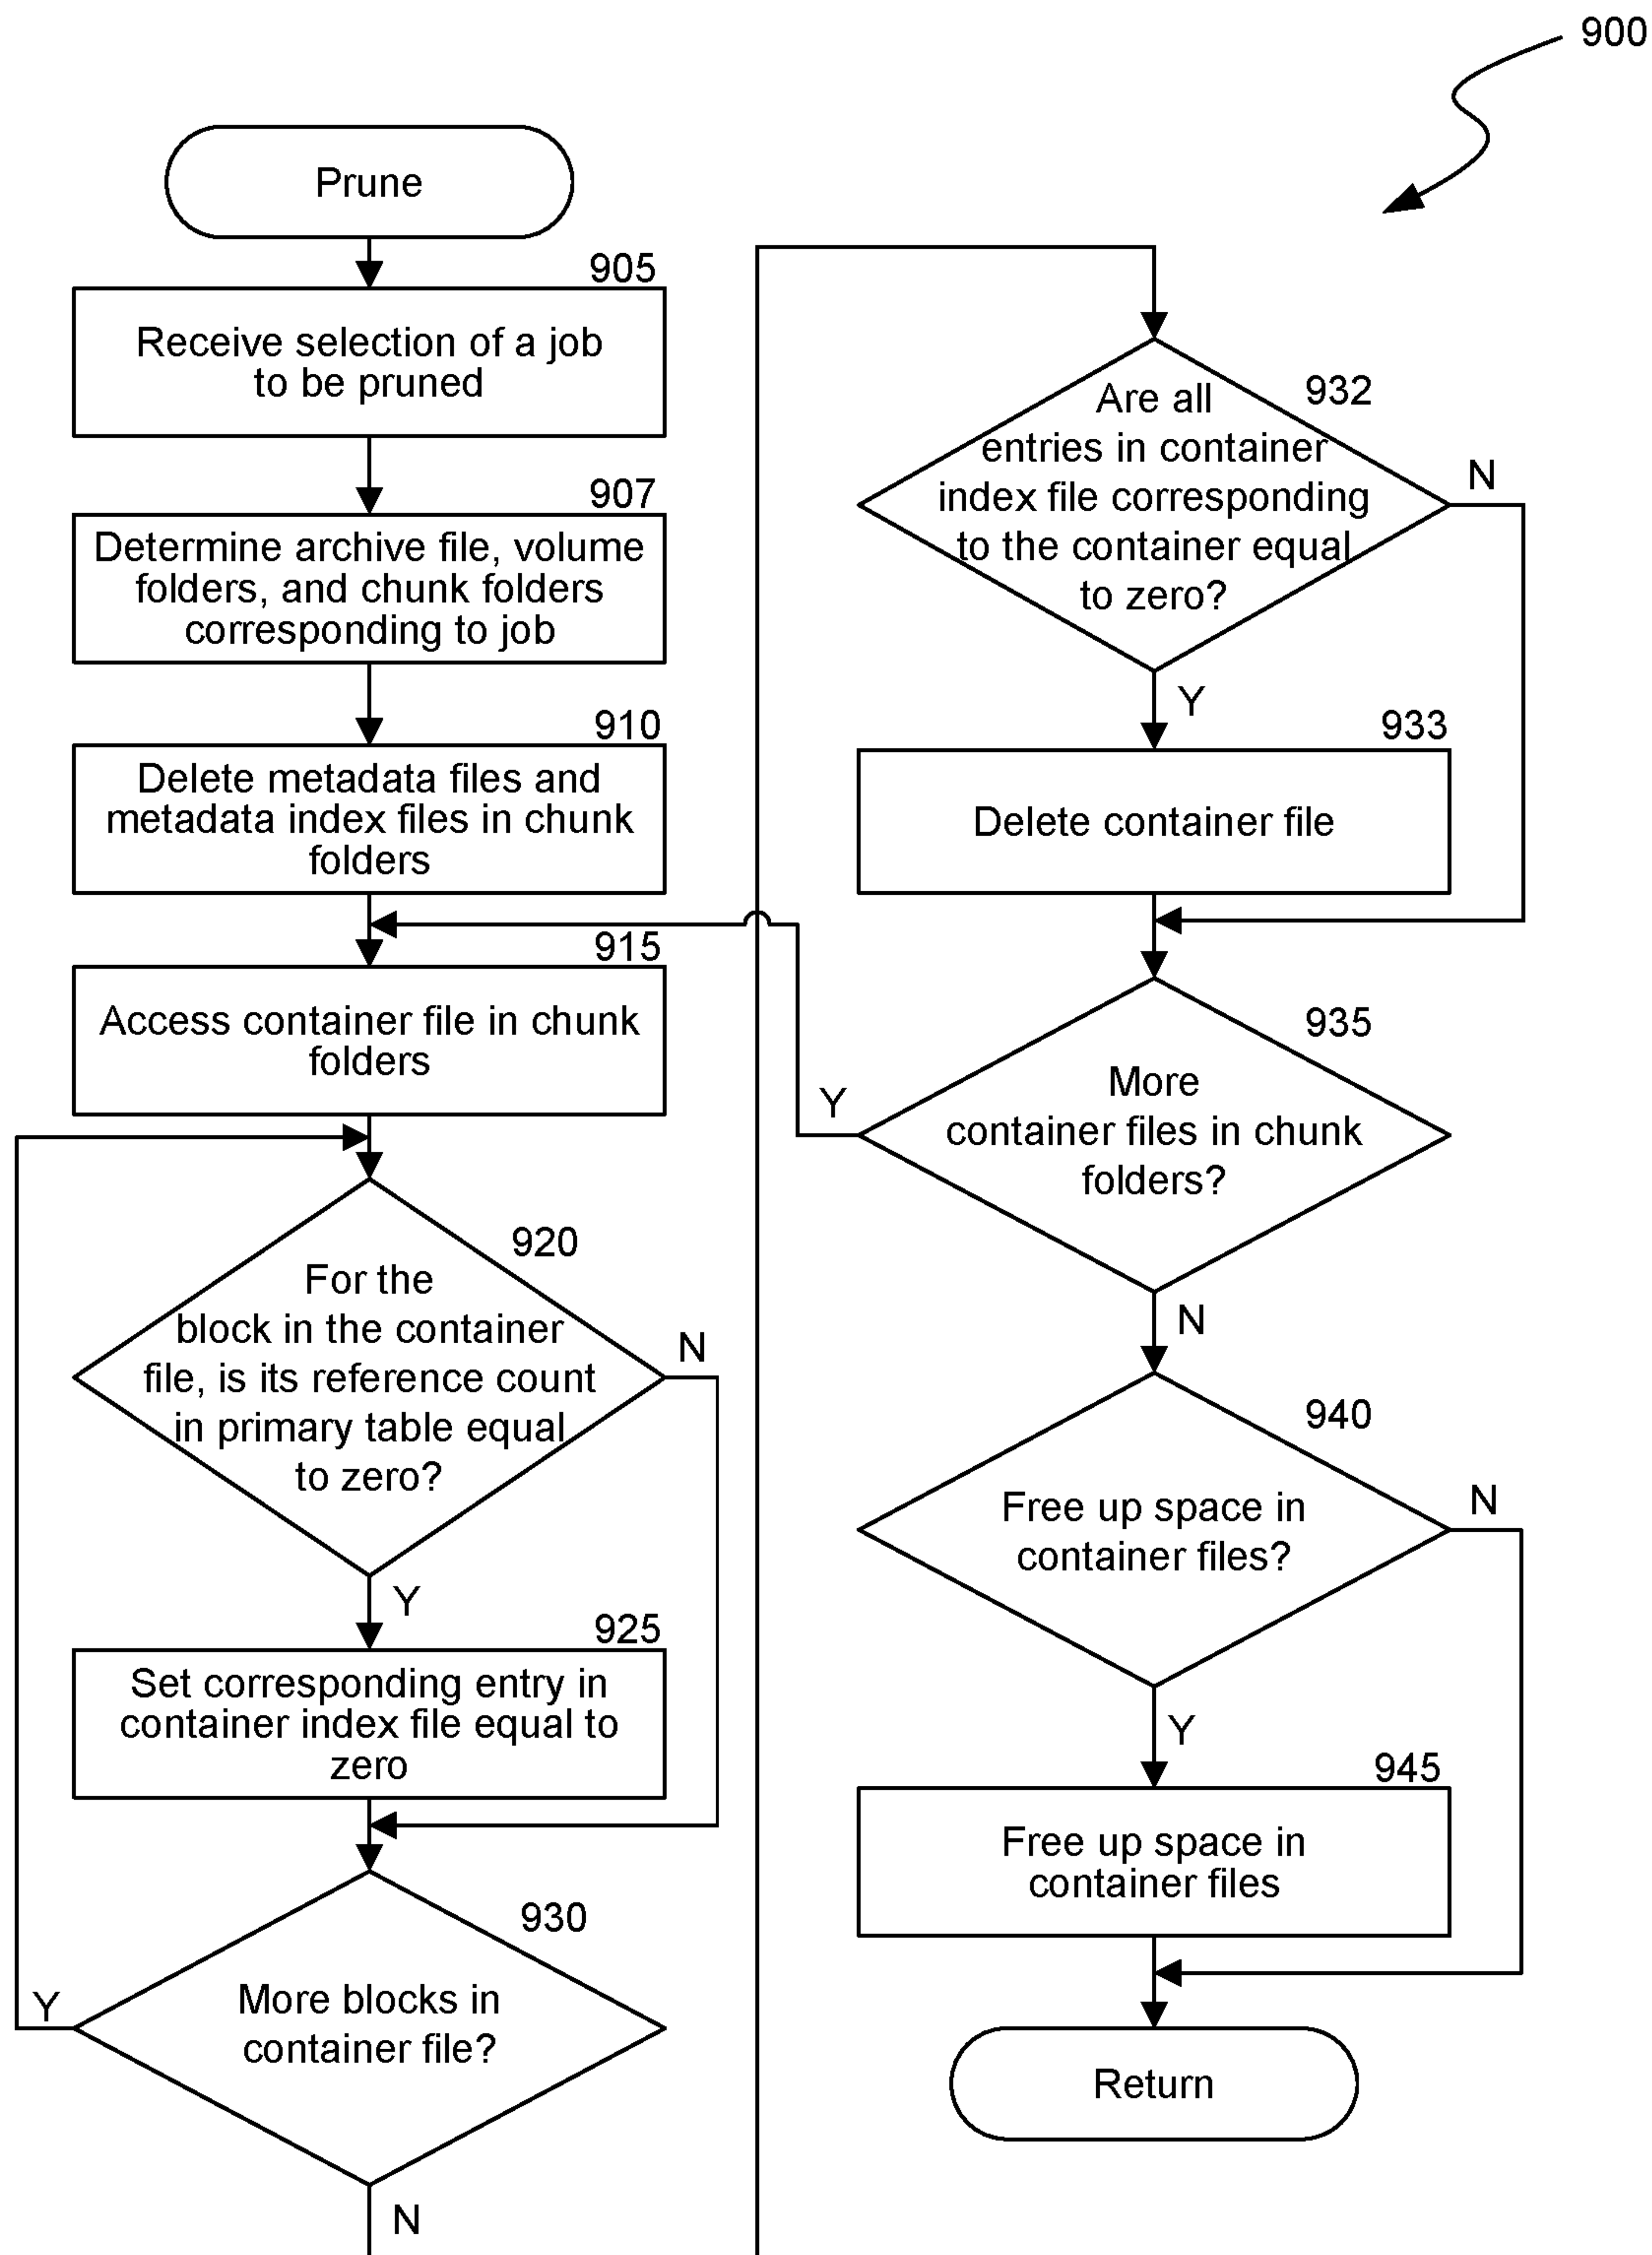 900
Prune
905
Receive selection of a job
to be pruned
907
Determine archive file, volume
folders, and chunk folders
corresponding to job
910
Delete metadata files and
metadata index files in chunk
folders
915
Access container file in chunk
folders
920
For the
block in the container
file, is its reference count
in primary table equal
to zero?
N
Y
925
Set corresponding entry in
container index file equal to
zero
930
More blocks in
container file?
Y
N
932
Are all
entries in container
index file corresponding
to the container equal
to zero?
N
Y
933
Delete container file
935
More
container files in chunk
folders?
Y
N
940
Free up space in
container files?
N
Y
945
Free up space in
container files
Return